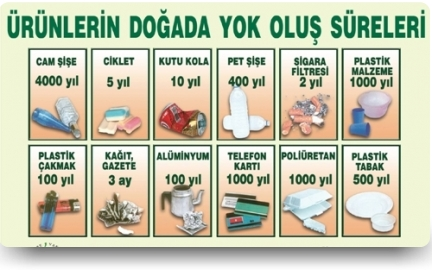 ÜRÜNLERİN DOĞADA YOK OLUŞ SÜRELERİ
CAM ŞİŞE
4000 yıl
CİKLET
5 yıl
KUTU KOLA
10 yıl
PET ŞİŞE
400 yıl
SİGARA
FİLTRESİ
2 yıl
PLASTİK
MALZEME
1000 yıl
PLASTİK
ÇAKMAK
100 yıl
KAĞIT,
GAZETE
3 ay
ALÜMİNYUM
100 yıl
TELEFON
KARTI
1000 yıl
POLİÜRETAN
1000 yıl
PLASTİK
TABAK
500 yıl